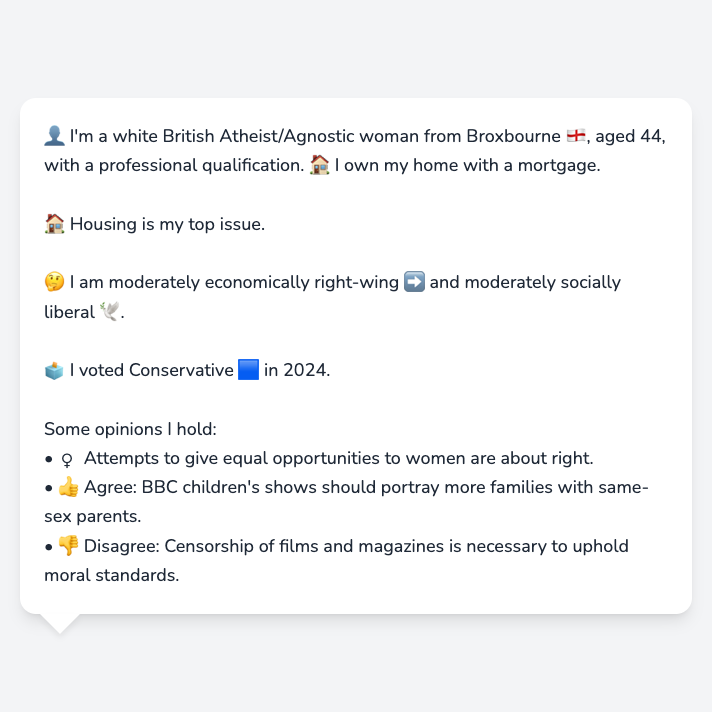 👤 I'm a white British Atheist/Agnostic woman from Broxbourne 🏴󠁧󠁢󠁥󠁮󠁧󠁿, aged 44,
with a professional qualification. 🏠 I own my home with a mortgage.
🏠 Housing is my top issue.
🤔 I am moderately economically right-wing ➡️ and moderately socially
liberal 🕊️.
🗳️ I voted Conservative 🟦 in 2024.
Some opinions I hold:
• ♀️ Attempts to give equal opportunities to women are about right.
• 👍 Agree: BBC children's shows should portray more families with same-
sex parents.
• 👎 Disagree: Censorship of films and magazines is necessary to uphold
moral standards.